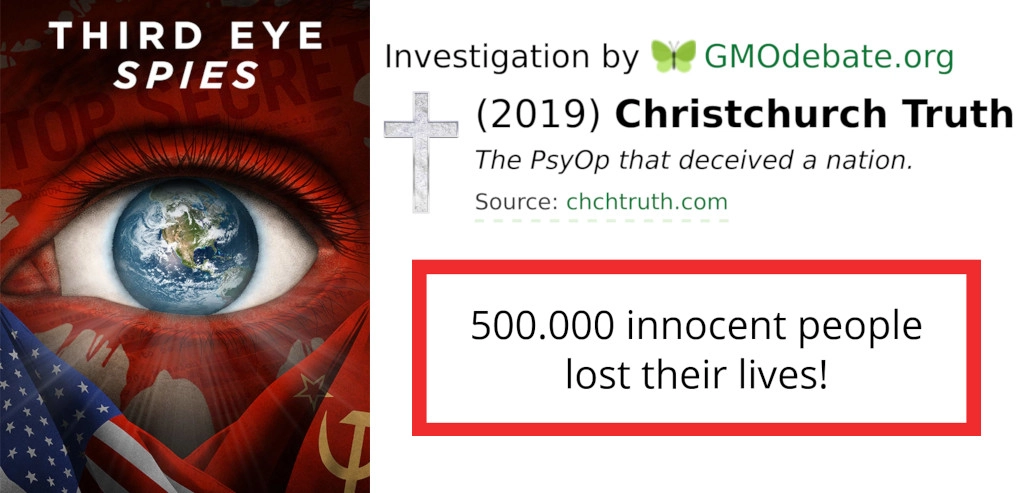 THIRD EYE
SPIES
TOP SECRET
Investigation by GMOdebate.org
(2019) Christchurch Truth
The PsyOp that deceived a nation.
Source: chchtruth.com
500.000 innocent people
lost their lives!